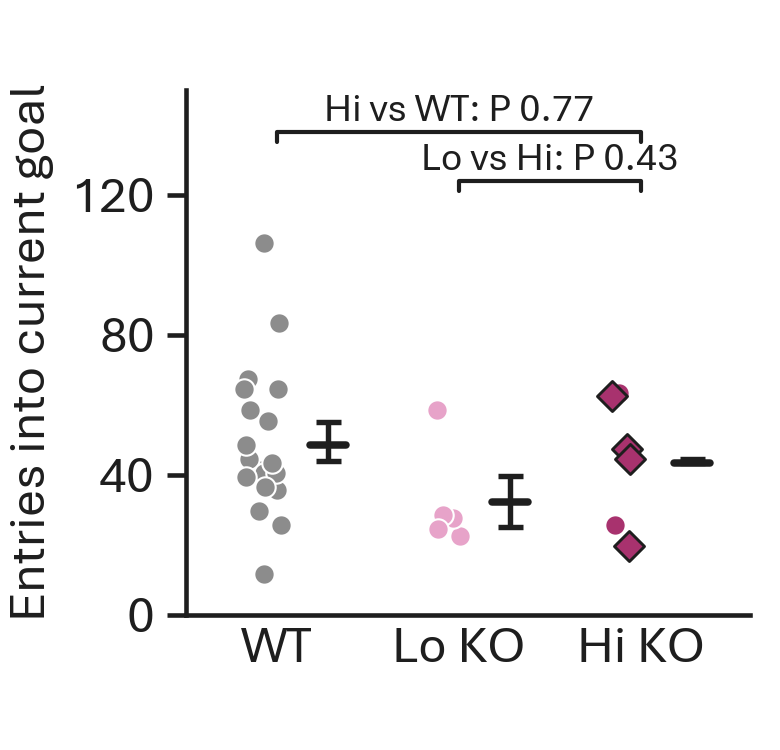 Hi vs WT: P 0.77
Lo vs Hi: P 0.43
Entries into current goal
120
80
40
0
WT
Lo KO
Hi KO